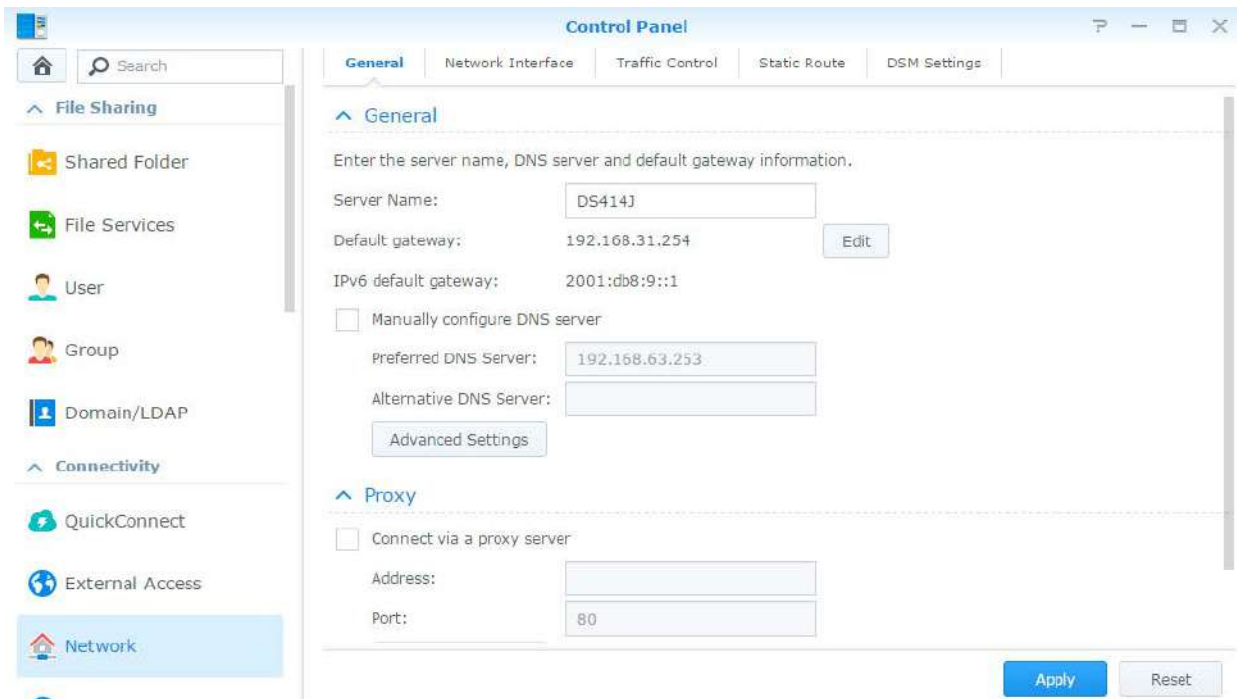 Control Panel
Search
File Sharing
Shared Folder
File Services
User
Group
Domain/LDAP
Connectivity
QuickConnect
External Access
Network
General Network Interface Traffic Control Static Route DSM Settings
General
Enter the server name, DNS server and default gateway information.
Server Name: DS414J
Default gateway: 192.168.31.254 Edit
IPv6 default gateway: 2001:db8:9::1
Manually configure DNS server
Preferred DNS Server: 192.168.63.253
Alternative DNS Server:
Advanced Settings
Proxy
Connect via a proxy server
Address:
Port: 80
Apply Reset